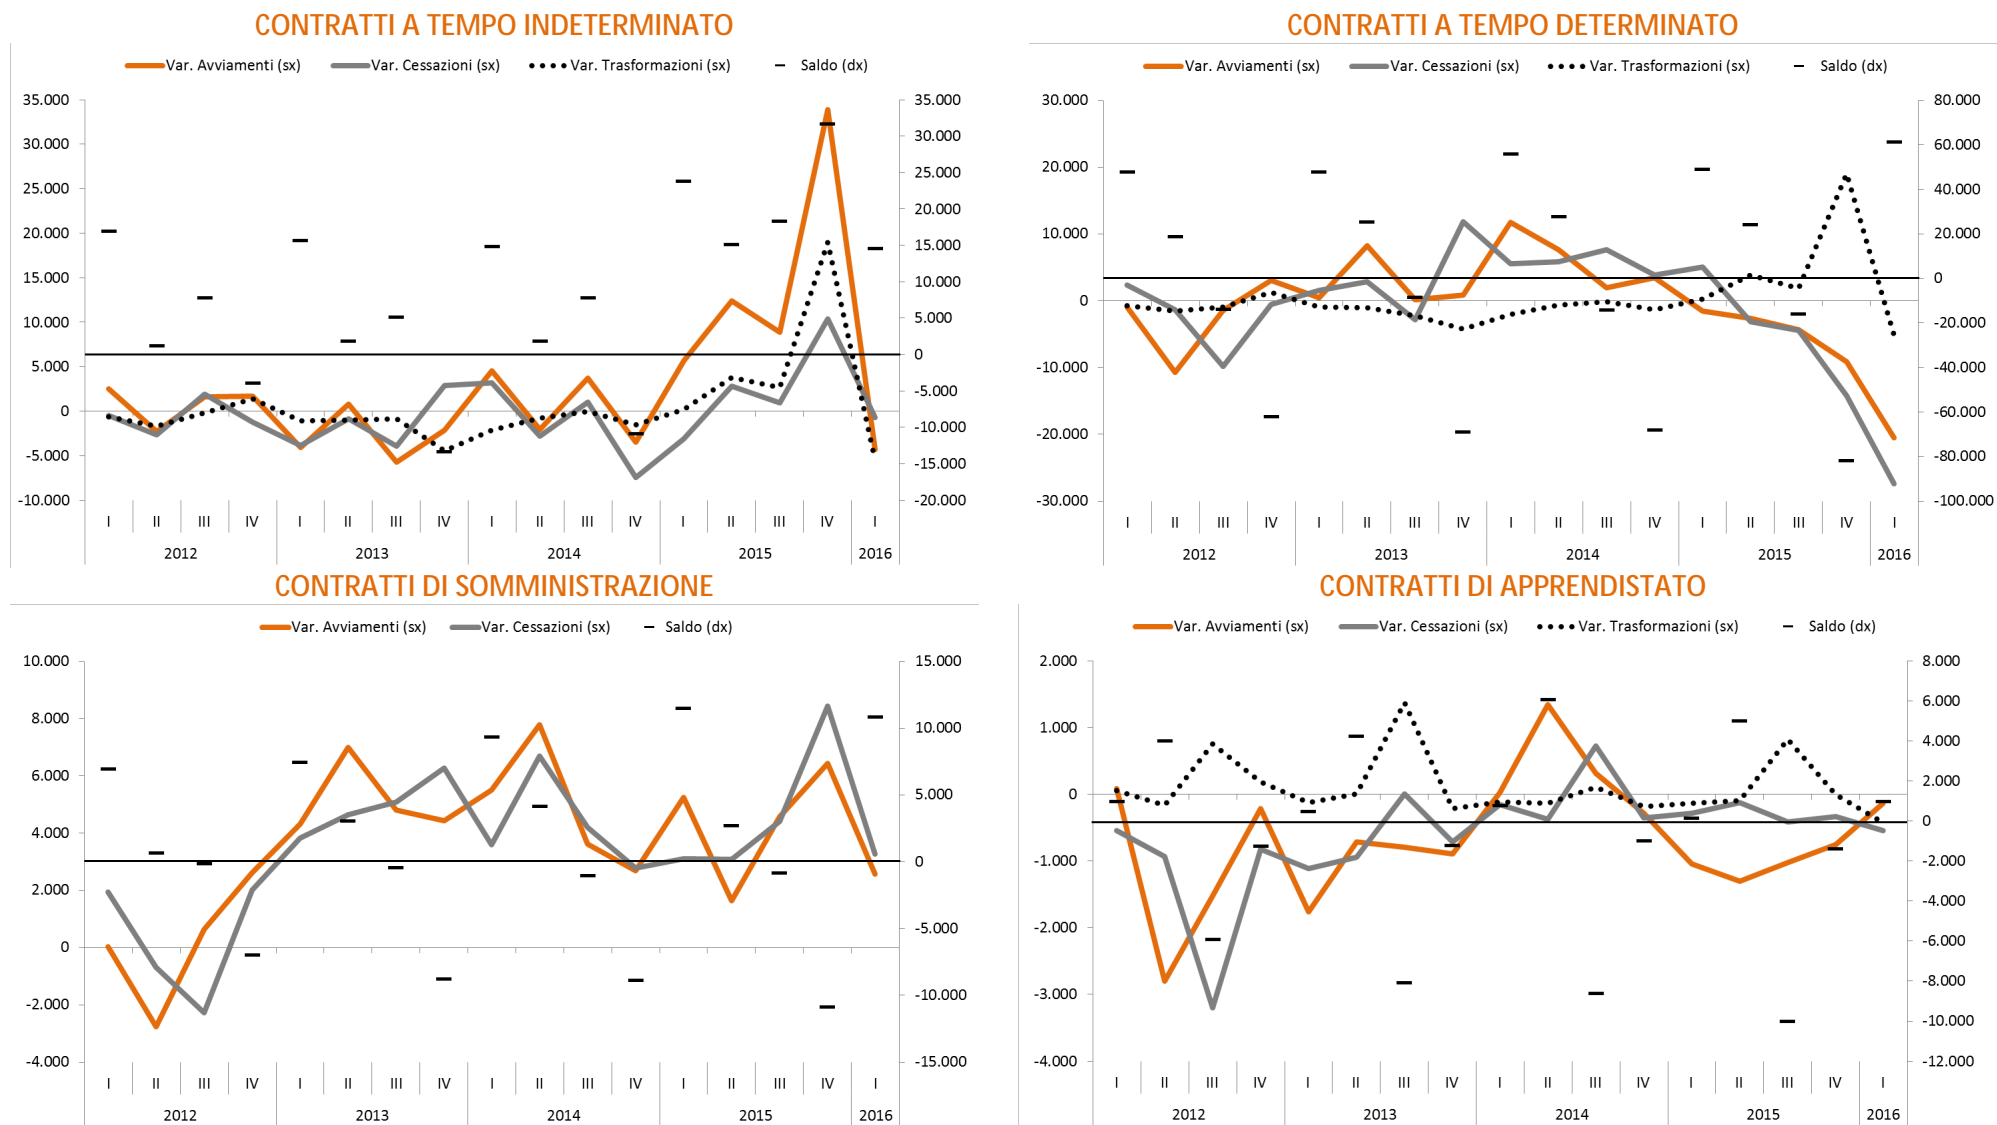 CONTRATTI A TEMPO INDETERMINATO
Var. Avviamenti (sx) Var. Cessazioni (sx) Var. Trasformazioni (sx) Saldo (dx)
35.000 35.000
30.000 30.000
25.000 25.000
20.000 20.000
15.000 15.000
10.000 10.000
5.000 5.000
0 0
-5.000 -5.000
-10.000 -10.000
-15.000
-20.000
I II III IV I II III IV I II III IV I II III IV I
2012 2013 2014 2015 2016
CONTRATTI A TEMPO DETERMINATO
Var. Avviamenti (sx) Var. Cessazioni (sx) Var. Trasformazioni (sx) Saldo (dx)
30.000 80.000
20.000 60.000
10.000 40.000
0 20.000
-10.000 0
-20.000 -20.000
-30.000 -40.000
-60.000
-80.000
-100.000
I II III IV I II III IV I II III IV I II III IV I
2012 2013 2014 2015 2016
CONTRATTI DI SOMMINISTRAZIONE
Var. Avviamenti (sx) Var. Cessazioni (sx) Saldo (dx)
10.000 15.000
8.000 10.000
6.000 5.000
4.000 0
2.000 -5.000
0 -10.000
-2.000 -15.000
-4.000
I II III IV I II III IV I II III IV I II III IV I
2012 2013 2014 2015 2016
CONTRATTI DI APPRENDISTATO
Var. Avviamenti (sx) Var. Cessazioni (sx) Var. Trasformazioni (sx) Saldo (dx)
2.000 8.000
1.000 6.000
0 4.000
-1.000 2.000
-2.000 0
-3.000 -2.000
-4.000 -4.000
-6.000
-8.000
-10.000
-12.000
I II III IV I II III IV I II III IV I II III IV I
2012 2013 2014 2015 2016